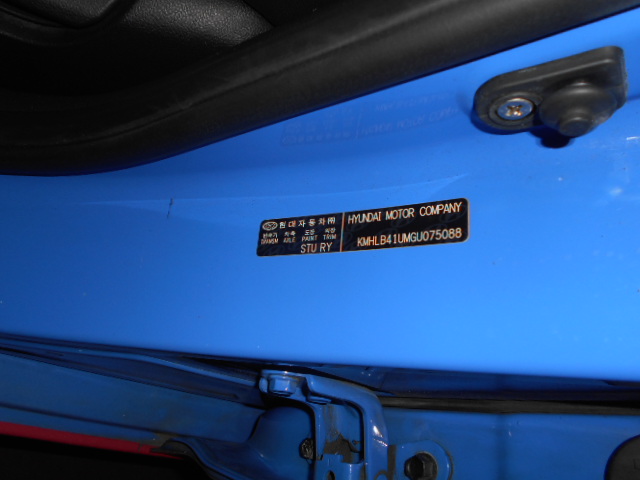 현대자동차㈜
변속기 차축 도장 내장
TRANSM AXLE PAINT TRIM
STU RY
HYUNDAI MOTOR COMPANY
KMHLB41UMGU075088